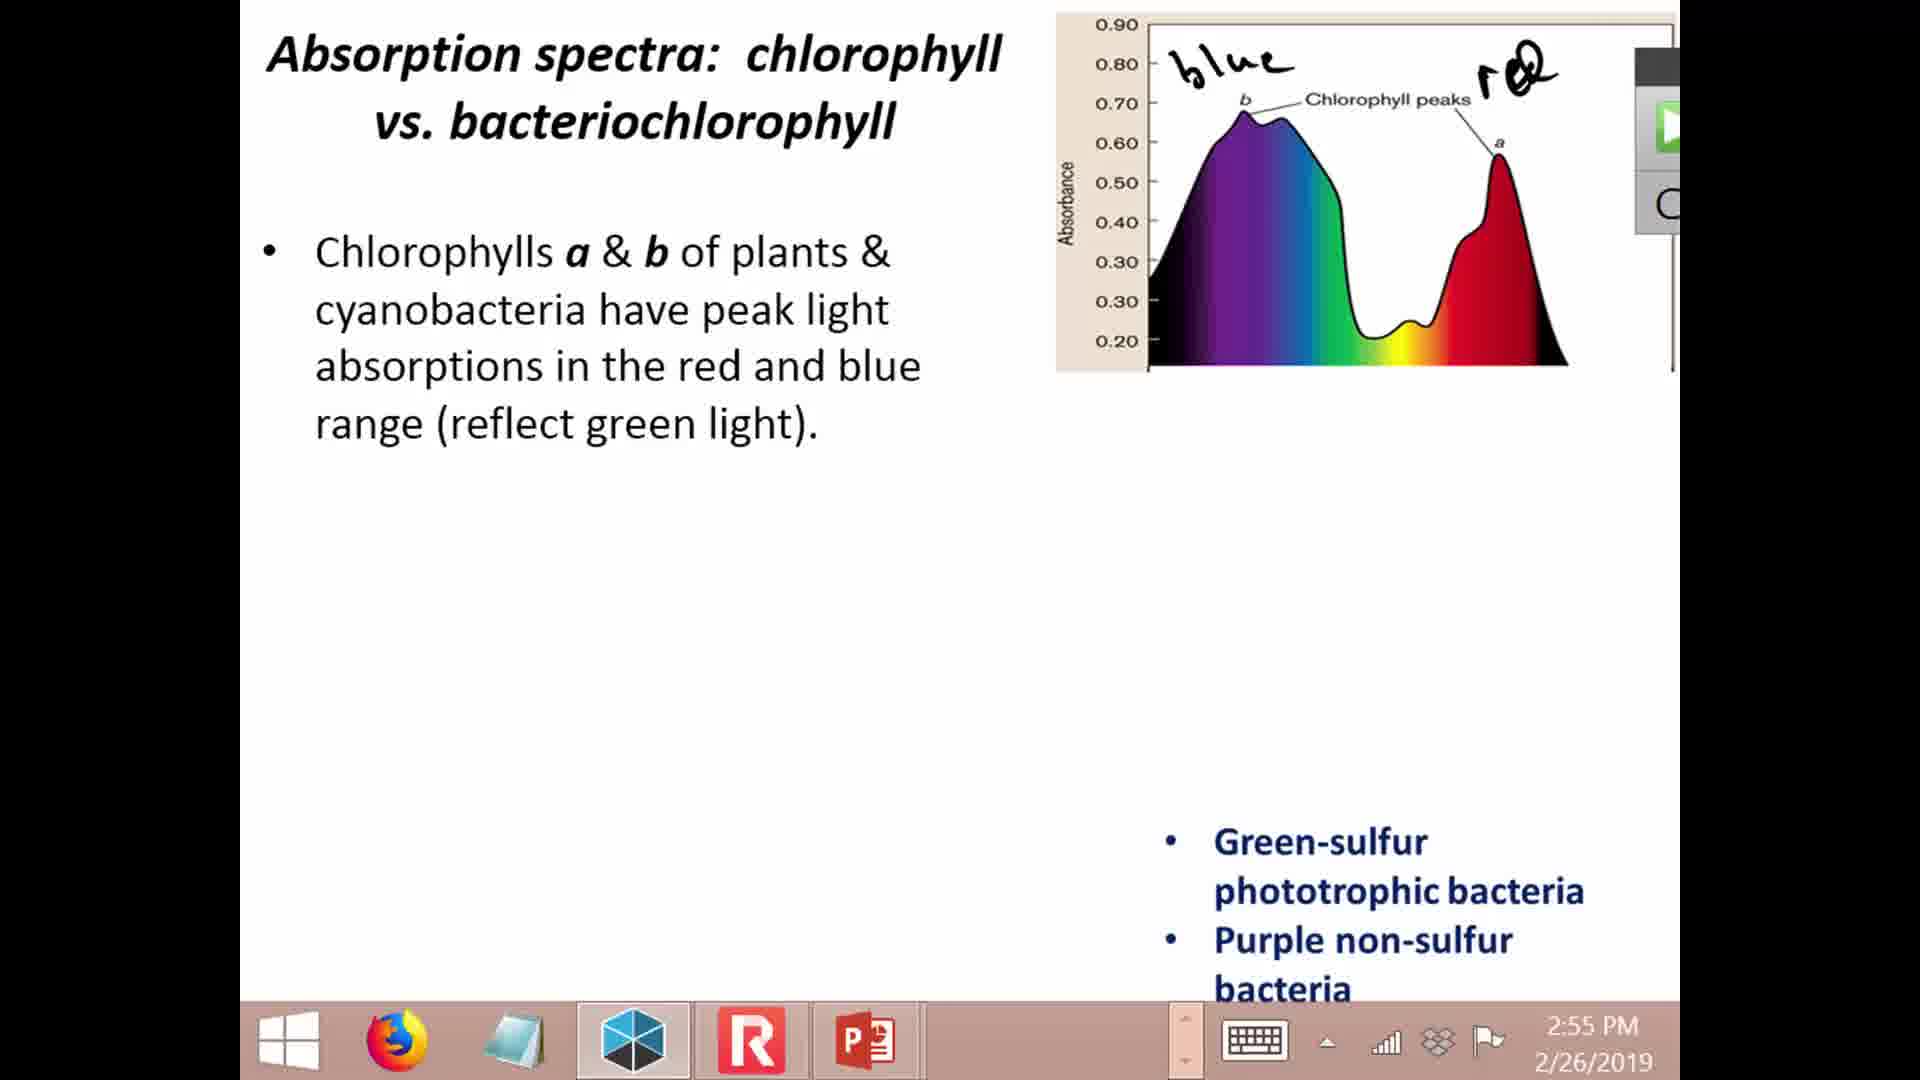 Absorption spectra: chlorophyll
vs. bacteriochlorophyll
• Chlorophylls a & b of plants &
cyanobacteria have peak light
absorptions in the red and blue
range (reflect green light).
blue
red
b
Chlorophyll peaks
a
Absorbance
0.90
0.80
0.70
0.60
0.50
0.40
0.30
0.30
0.20
• Green-sulfur
phototrophic bacteria
• Purple non-sulfur
bacteria
2:55 PM
2/26/2019